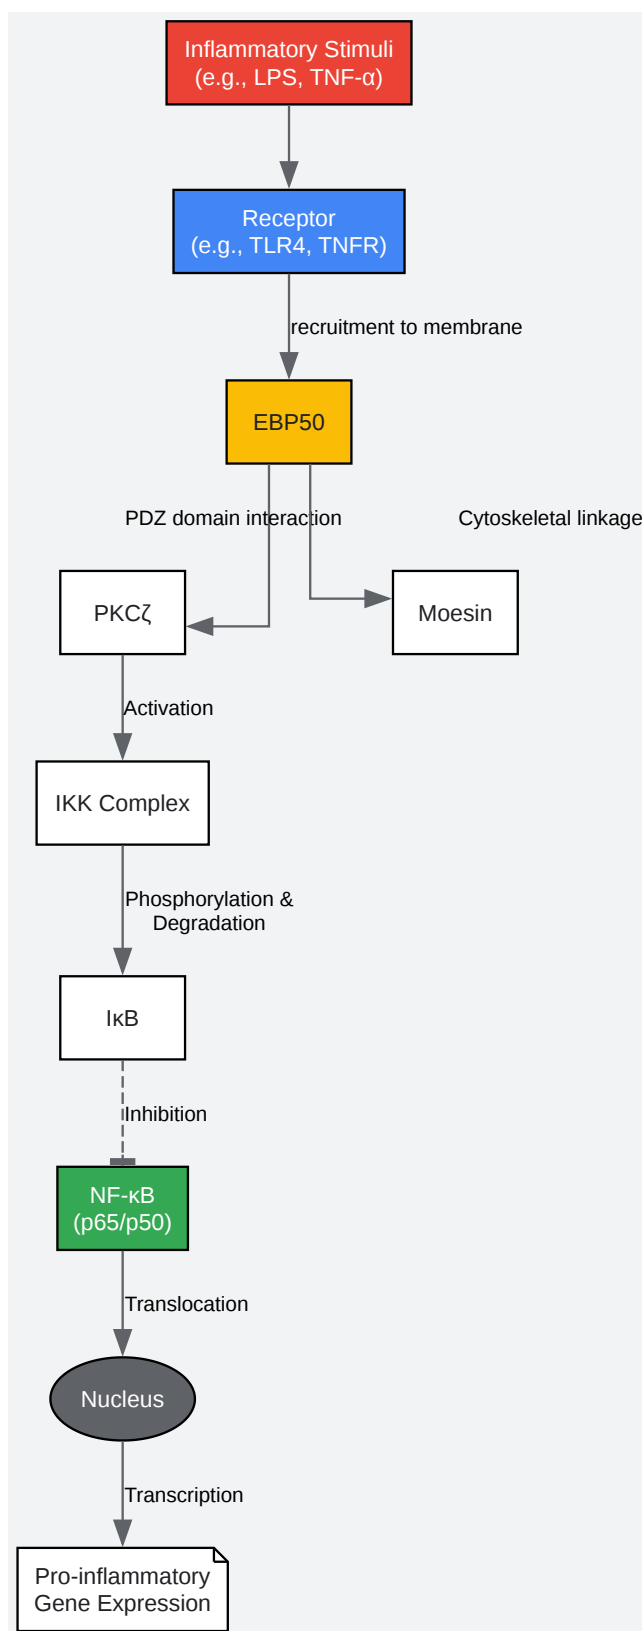 Inflammatory Stimuli
(e.g., LPS, TNF-α)
Receptor
(e.g., TLR4, TNFR)
recruitment to membrane
EBP50
PDZ domain interaction
Cytoskeletal linkage
PKCζ
Moesin
Activation
IKK Complex
Phosphorylation &
Degradation
IκB
Inhibition
NF-κB
(p65/p50)
Translocation
Nucleus
Transcription
Pro-inflammatory
Gene Expression